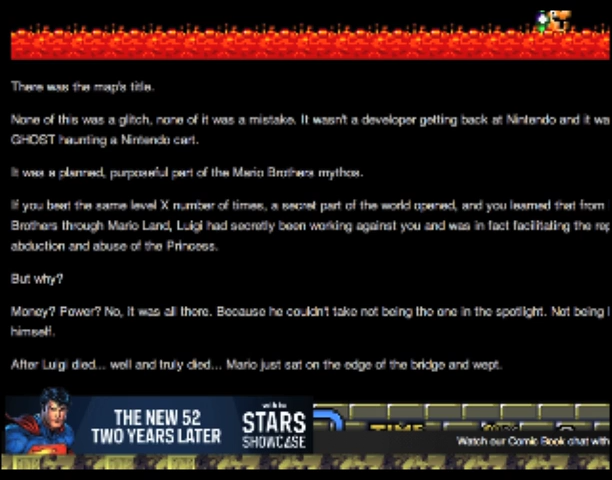 There was the map's title.
None of this was a glitch, none of it was a mistake. It wasn't a developer getting back at Nintendo and it wa
GHOST haunting a Nintendo cart.
It was a planned, purposeful part of the Mario Brothers mythos.
If you beat the same level X number of times, a secret part of the world opened, and you learned that from
Brothers through Mario Land, Luigi had secretly been working against you and was in fact facilitating the rep
abduction and abuse of the Princess.
But why?
Money? Power? No, it was all there. Because he couldn't take not being the one in the spotlight. Not being
himself.
After Luigi died... well and truly died... Mario just sat on the edge of the bridge and wept.
THE NEW 52
TWO YEARS LATER
STARS
SHOWCASE
TIME
Watch our Comic Book chat with